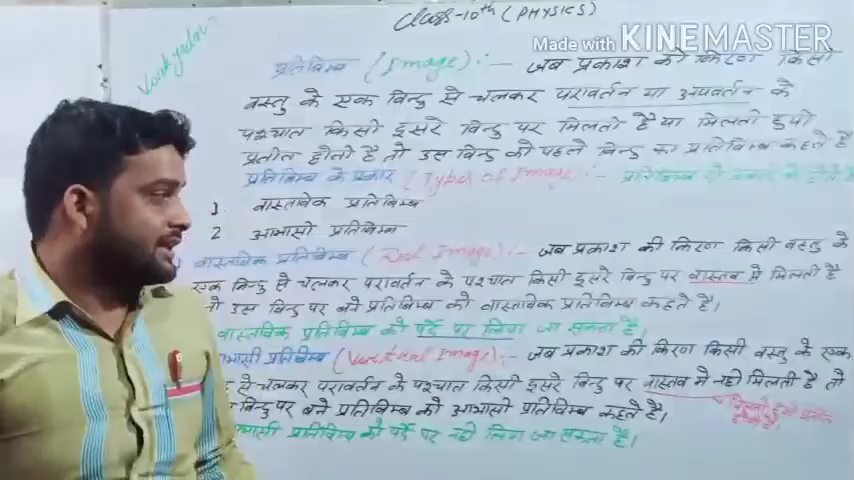 Class-10th (PHYSICS)
Made with KINEMASTER
प्रतिबिम्ब (Image) :- जब प्रकाश की किरण किसी
वस्तु के एक बिन्दु से चलकर परावर्तन या अपवर्तन के
पश्चात किसी दूसरे बिन्दु पर मिलती है या मिलती हुयी
प्रतीत होती है तो उस बिन्दु को पहले बिन्दु का प्रतिबिम्ब कहते है
प्रतिबिम्ब के प्रकार (Types of Image) :- प्रतिबिम्ब दो प्रकार के होते है
1. वास्तविक प्रतिबिम्ब
2. आभासी प्रतिबिम्ब
वास्तविक प्रतिबिम्ब (Real Image) :- जब प्रकाश की किरण किसी वस्तु के
एक बिन्दु से चलकर परावर्तन के पश्चात किसी दूसरे बिन्दु पर वास्तव में मिलती है
तो उस बिन्दु पर बने प्रतिबिम्ब को वास्तविक प्रतिबिम्ब कहते है।
वास्तविक प्रतिबिम्ब को पर्दे पर लिया जा सकता है।
आभासी प्रतिबिम्ब (Vertual Image) :- जब प्रकाश की किरण किसी वस्तु के एक
से चलकर परावर्तन के पश्चात किसी दूसरे बिन्दु पर वास्तव में नही मिलती है तो
बिन्दु पर बने प्रतिबिम्ब को आभासी प्रतिबिम्ब कहते है।
मिलती हुयी प्रतीत होती है।
आभासी प्रतिबिम्ब को पर्दे पर नही लिया जा सकता है।